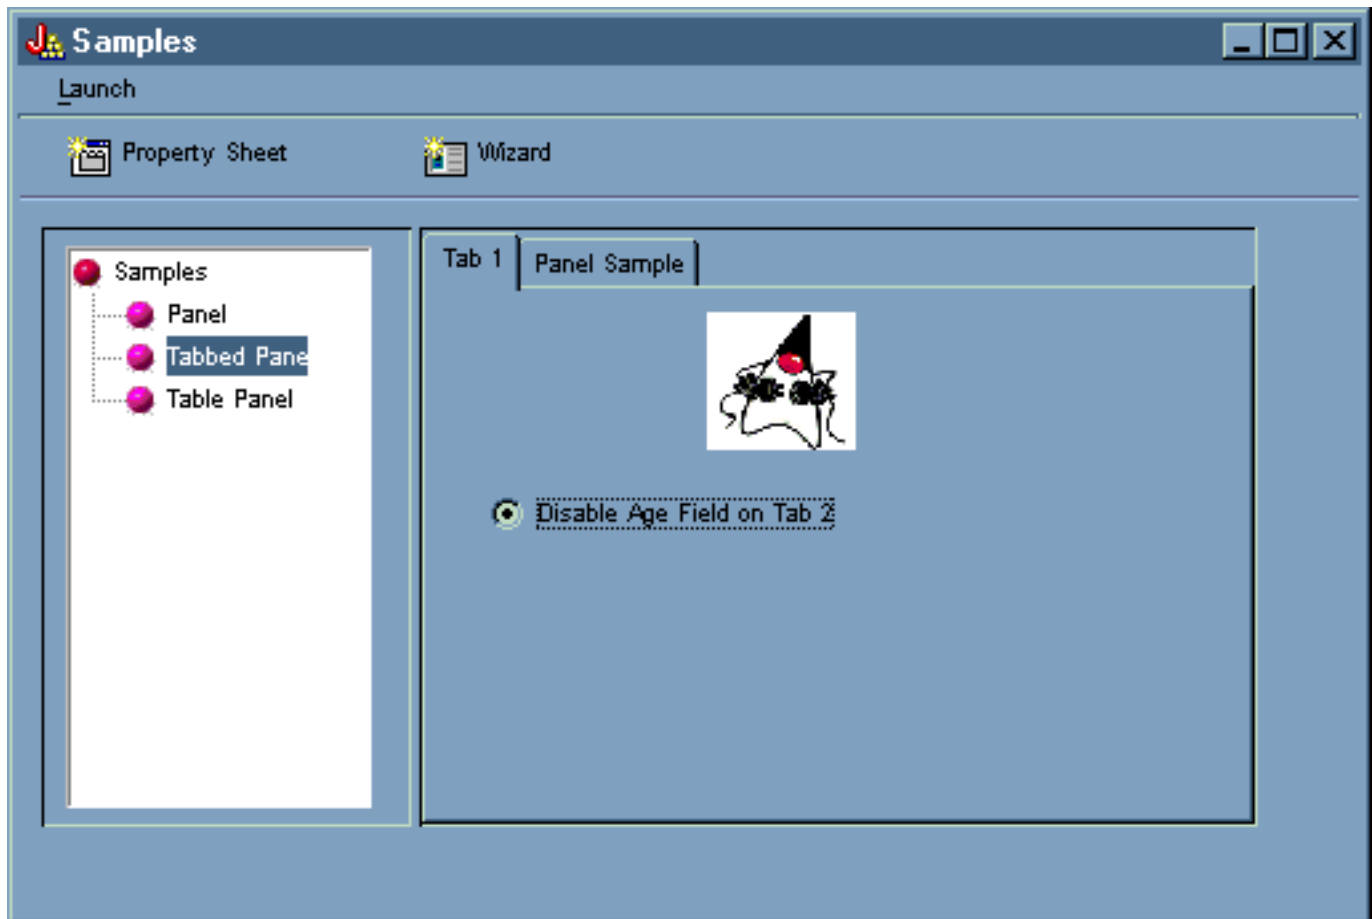 Samples
Launch
Property Sheet
Wizard
Samples
Panel
Tabbed Pane
Table Panel
Tab 1
Panel Sample
Disable Age Field on Tab 2